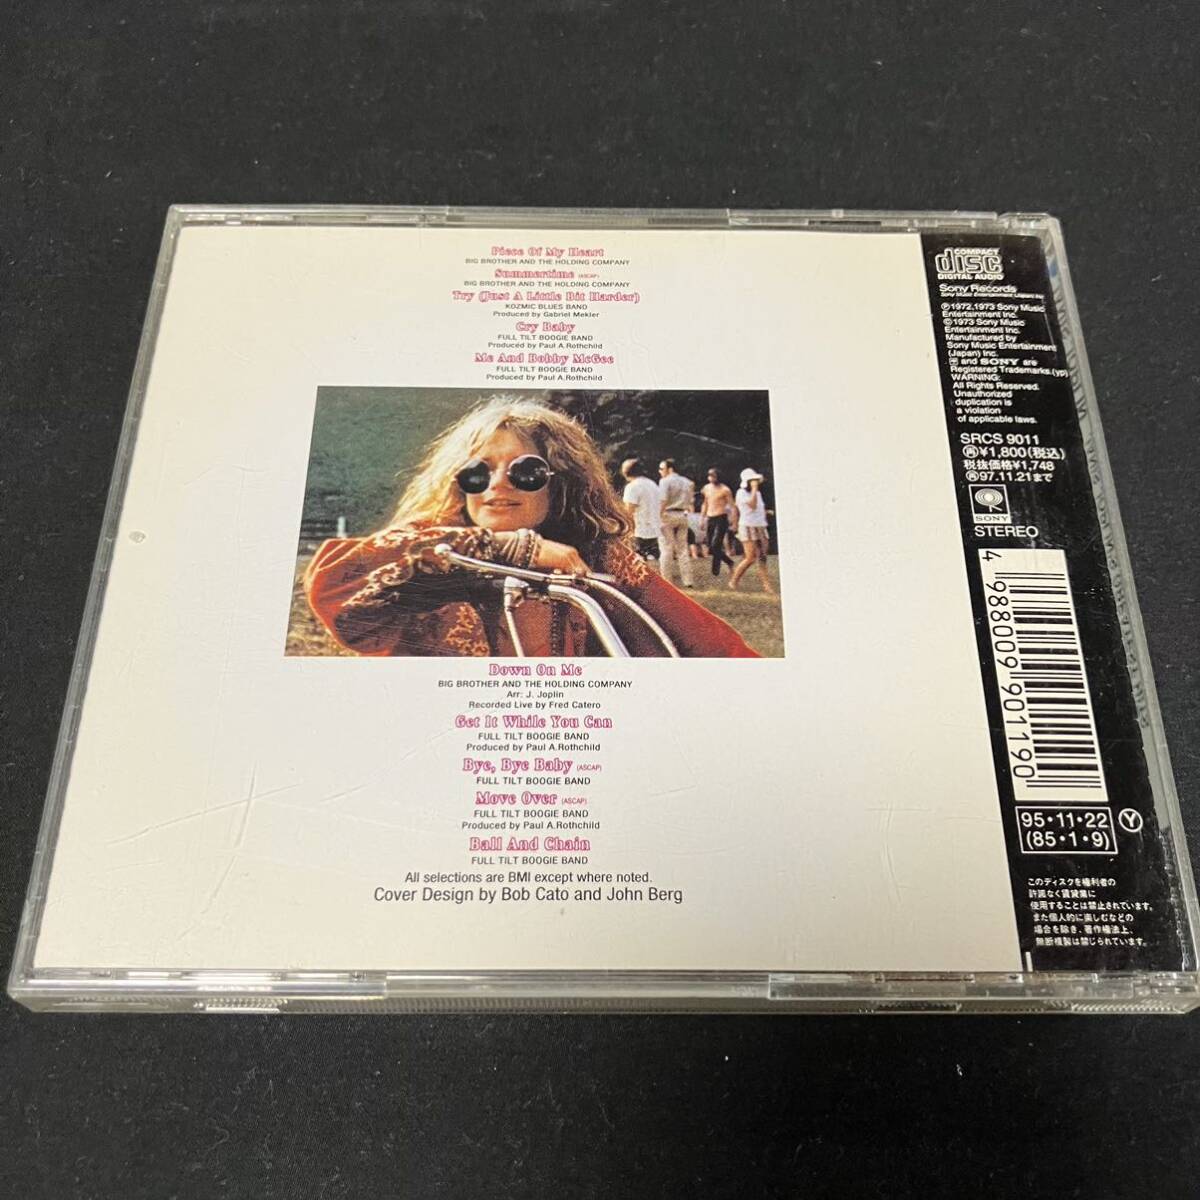 Piece Of My Heart
BIG BROTHER AND THE HOLDING COMPANY
Summertime (ASCAP)
BIG BROTHER AND THE HOLDING COMPANY
Try (Just A Little Bit Harder)
KOZMIC BLUES BAND
Produced by Gabriel Mekler
Cry Baby
FULL TILT BOOGIE BAND
Produced by Paul A.Rothchild
Me And Bobby McGee
FULL TILT BOOGIE BAND
Produced by Paul A.Rothchild
Down On Me
BIG BROTHER AND THE HOLDING COMPANY
Arr: J. Joplin
Recorded Live by Fred Catero
Get It While You Can
FULL TILT BOOGIE BAND
Produced by Paul A.Rothchild
Bye, Bye Baby (ASCAP)
FULL TILT BOOGIE BAND
Move Over (ASCAP)
FULL TILT BOOGIE BAND
Produced by Paul A.Rothchild
Ball And Chain
FULL TILT BOOGIE BAND
All selections are BMI except where noted.
Cover Design by Bob Cato and John Berg
COMPACT
disc
DIGITAL AUDIO
Sony Records
Sony Music Entertainment (Japan) Inc.
℗1972,1973 Sony Music
Entertainment Inc.
©1973 Sony Music
Entertainment Inc.
Manufactured by
Sony Music Entertainment
(Japan) Inc.
and SONY are
Registered Trademarks.(yp)
WARNING:
All Rights Reserved.
Unauthorized
duplication is
a violation
of applicable laws.
SRCS 9011
㊢¥1,800(税込)
税抜価格¥1,748
㊢97.11.21まで
SONY
STEREO
4 988009 901190
95・11・22
(85・1・9)
Ⓨ
このディスクを権利者の
許諾なく賃貸業に
使用することは禁止されています。
また個人的に楽しむなどの
場合を除き、著作権法上、
無断複製は禁じられています。